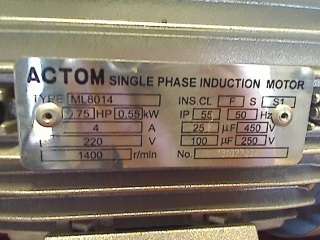 ACTOM SINGLE PHASE INDUCTION MOTOR
TYPE ML8014 INS.CL F S S1
0.75 HP 0.55 kW IP 55 50 Hz
4 A 25 µF 450 V
220 V 100 µF 250 V
1400 r/min No.